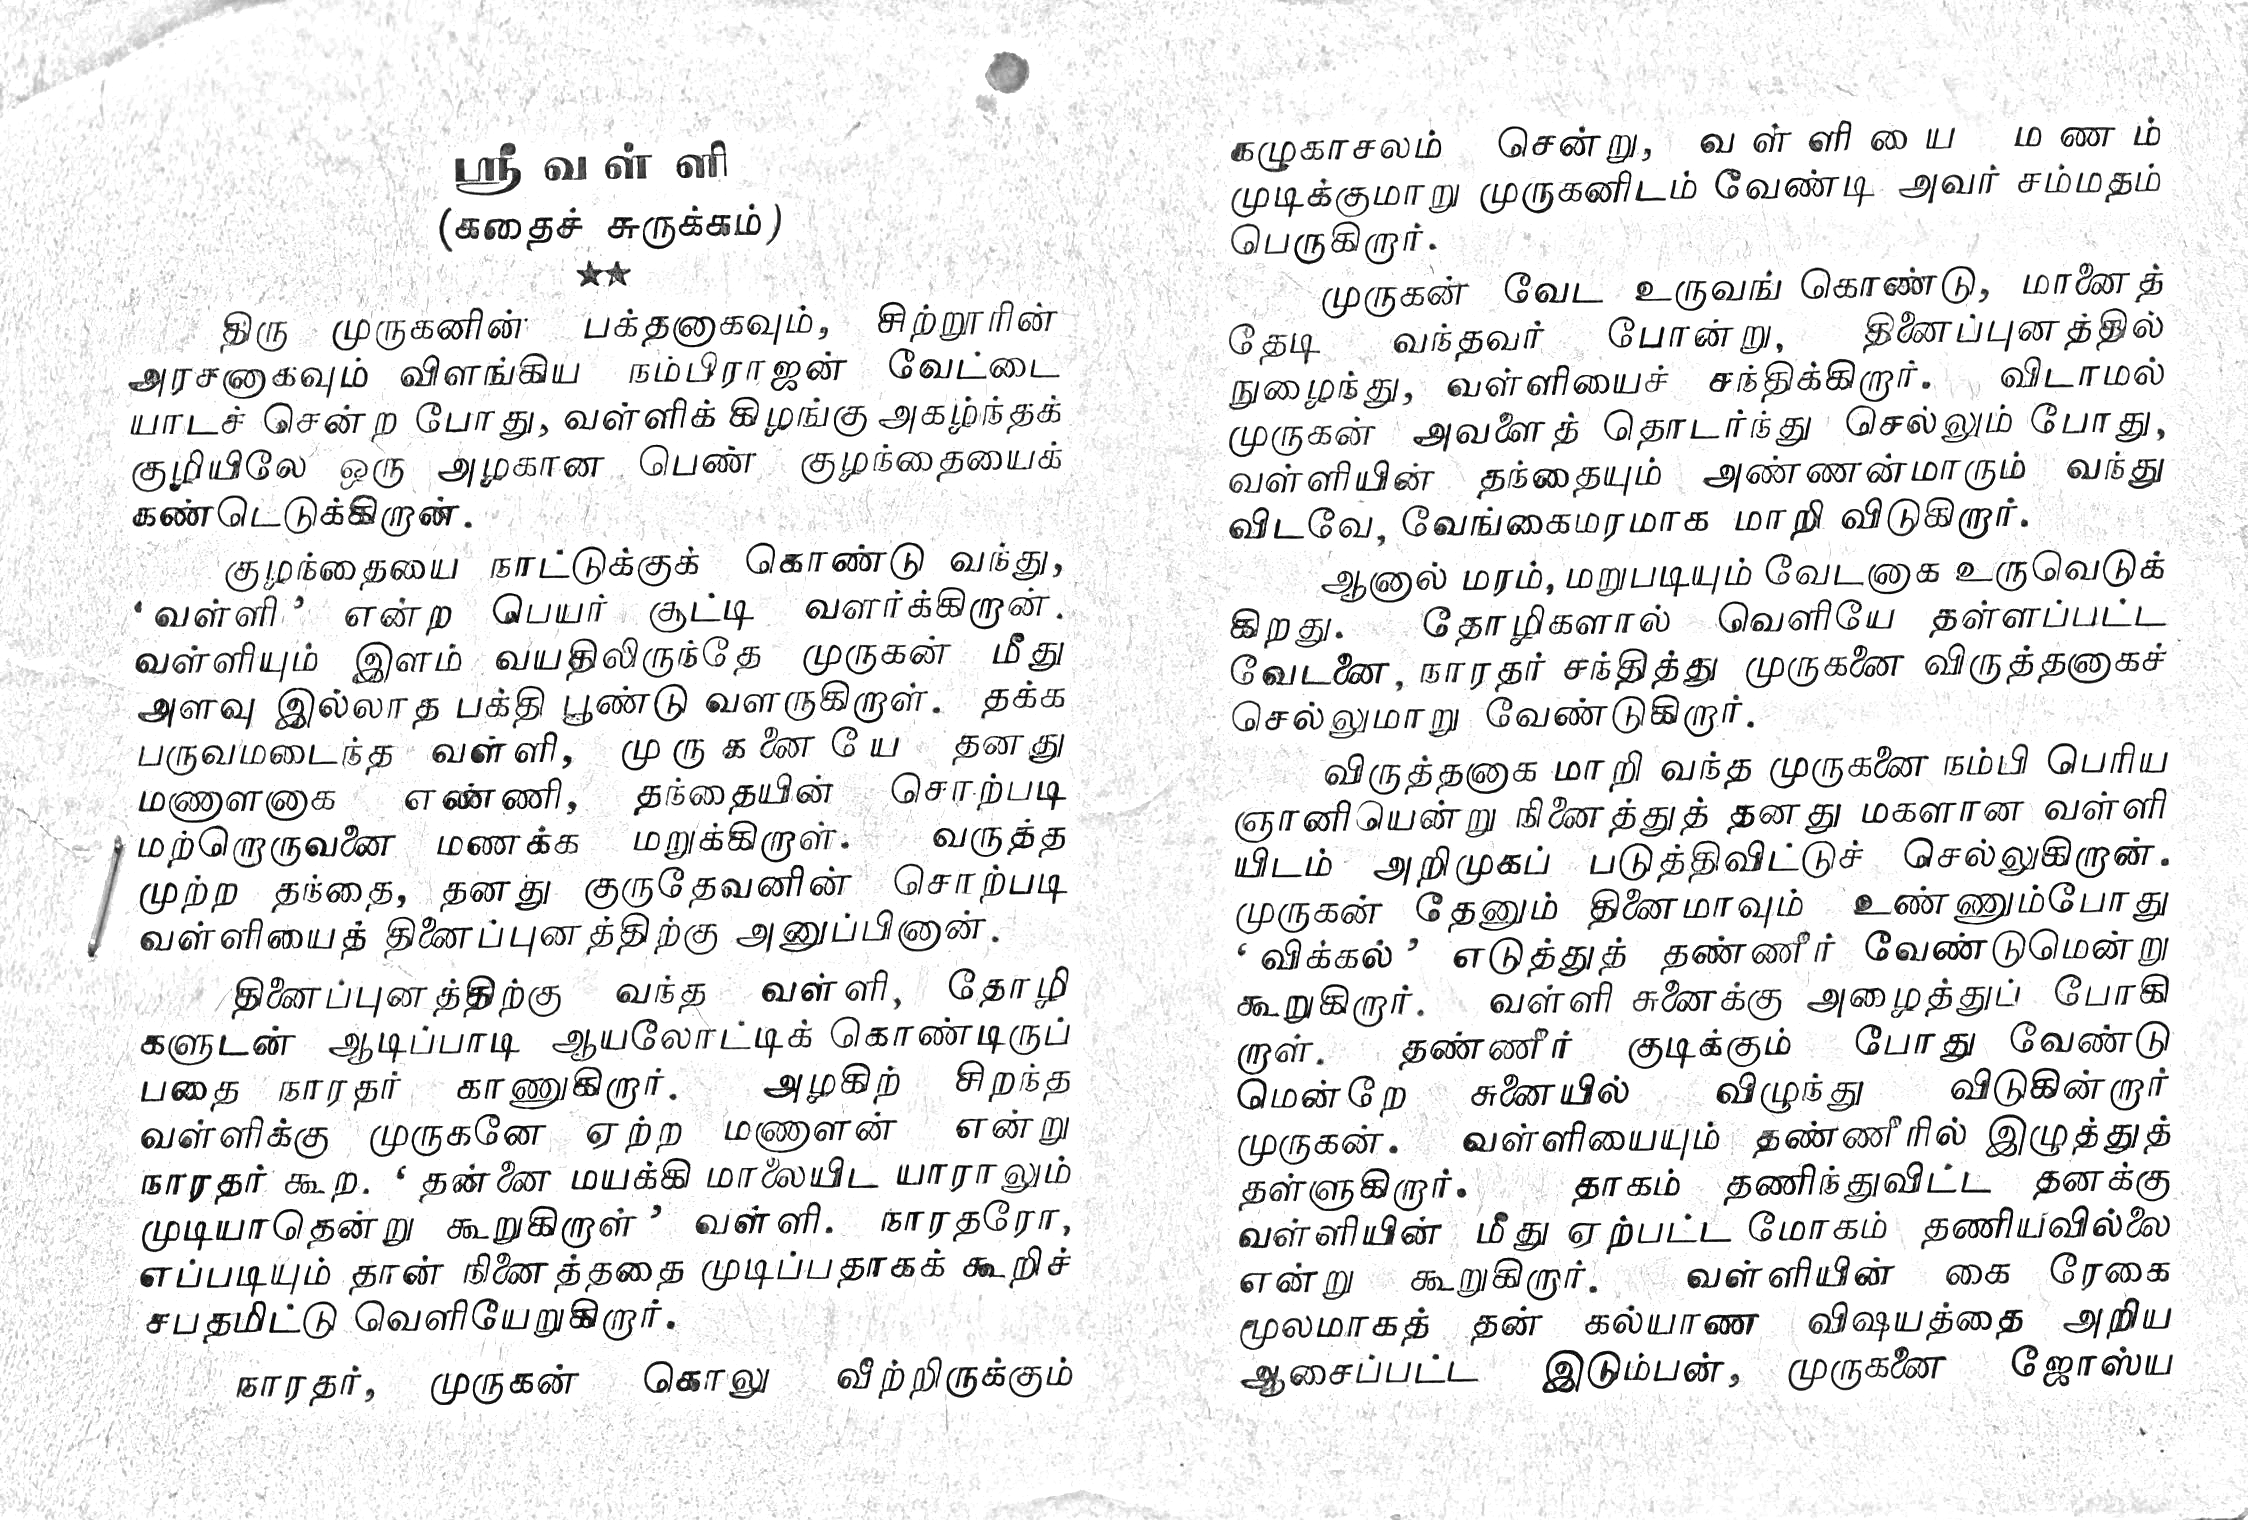 ஸ்ரீ வள்ளி
(கதைச் சுருக்கம்)
★★
திரு முருகனின் பக்தனாகவும், சிற்றூரின்
அரசனாகவும் விளங்கிய நம்பிராஜன் வேட்டை
யாடச் சென்ற போது, வள்ளிக் கிழங்கு அகழ்ந்தக்
குழியிலே ஒரு அழகான பெண் குழந்தையைக்
கண்டெடுக்கிறான்.
குழந்தையை நாட்டுக்குக் கொண்டு வந்து,
‘வள்ளி’ என்ற பெயர் சூட்டி வளர்க்கிறான்.
வள்ளியும் இளம் வயதிலிருந்தே முருகன் மீது
அளவு இல்லாத பக்தி பூண்டு வளருகிறாள். தக்க
பருவமடைந்த வள்ளி, முருகனையே தனது
மணாளனாக எண்ணி, தந்தையின் சொற்படி
மற்றொருவனை மணக்க மறுக்கிறாள். வருத்த
முற்ற தந்தை, தனது குருதேவனின் சொற்படி
வள்ளியைத் தினைப்புனத்திற்கு அனுப்பினான்.
தினைப்புனத்திற்கு வந்த வள்ளி, தோழி
களுடன் ஆடிப்பாடி ஆயலோட்டிக் கொண்டிருப்
பதை நாரதர் காணுகிறார். அழகிற் சிறந்த
வள்ளிக்கு முருகனே ஏற்ற மணாளன் என்று
நாரதர் கூற. ‘தன்னை மயக்கி மாலையிட யாராலும்
முடியாதென்று கூறுகிறாள்’ வள்ளி. நாரதரோ,
எப்படியும் தான் நினைத்ததை முடிப்பதாகக் கூறிச்
சபதமிட்டு வெளியேறுகிறார்.
நாரதர், முருகன் கொலு வீற்றிருக்கும்
கழுகாசலம் சென்று, வள்ளியை மணம்
முடிக்குமாறு முருகனிடம் வேண்டி அவர் சம்மதம்
பெருகிறார்.
முருகன் வேட உருவங் கொண்டு, மானைத்
தேடி வந்தவர் போன்று, தினைப்புனத்தில்
நுழைந்து, வள்ளியைச் சந்திக்கிறார். விடாமல்
முருகன் அவளைத் தொடர்ந்து செல்லும் போது,
வள்ளியின் தந்தையும் அண்ணன்மாரும் வந்து
விடவே, வேங்கைமரமாக மாறி விடுகிறார்.
ஆனால் மரம், மறுபடியும் வேடனாக உருவெடுக்
கிறது. தோழிகளால் வெளியே தள்ளப்பட்ட
வேடனை, நாரதர் சந்தித்து முருகனை விருத்தனாகச்
செல்லுமாறு வேண்டுகிறார்.
விருத்தனாக மாறி வந்த முருகனை நம்பி பெரிய
ஞானியென்று நினைத்துத் தனது மகளான வள்ளி
யிடம் அறிமுகப் படுத்திவிட்டுச் செல்லுகிறான்.
முருகன் தேனும் தினைமாவும் உண்ணும்போது
‘விக்கல்’ எடுத்துத் தண்ணீர் வேண்டுமென்று
கூறுகிறார். வள்ளி சுனைக்கு அழைத்துப் போகி
றாள். தண்ணீர் குடிக்கும் போது வேண்டு
மென்றே சுனையில் விழுந்து விடுகின்றார்
முருகன். வள்ளியையும் தண்ணீரில் இழுத்துத்
தள்ளுகிறார். தாகம் தணிந்துவிட்ட தனக்கு
வள்ளியின் மீது ஏற்பட்ட மோகம் தணியவில்லை
என்று கூறுகிறார். வள்ளியின் கை ரேகை
மூலமாகத் தன் கல்யாண விஷயத்தை அறிய
ஆசைப்பட்ட இடும்பன், முருகனை ஜோஸ்ய